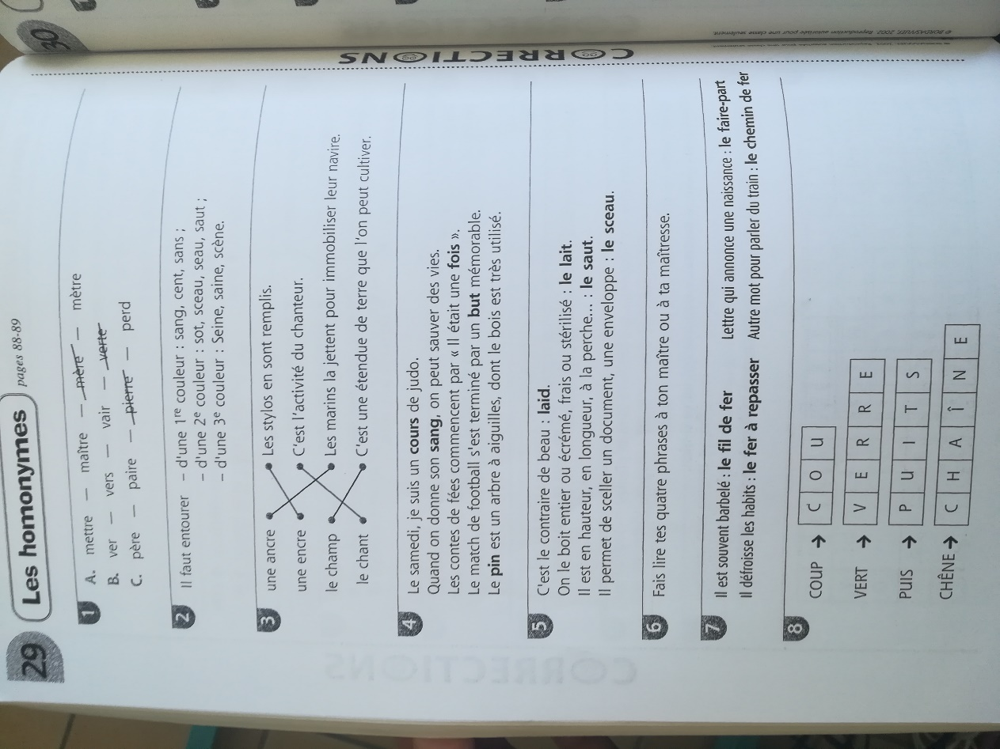 29 Les homonymes pages 88-89
1 A. mettre — maître — mère — mètre
B. ver — vers — vair — verte
C. père — paire — pierre — perd
2 Il faut entourer – d'une 1re couleur : sang, cent, sans ;
– d'une 2e couleur : sot, sceau, seau, saut ;
– d'une 3e couleur : Seine, saine, scène.
3 une ancre Les stylos en sont remplis.
une encre C'est l'activité du chanteur.
le champ Les marins la jettent pour immobiliser leur navire.
le chant C'est une étendue de terre que l'on peut cultiver.
4 Le samedi, je suis un cours de judo.
Quand on donne son sang, on peut sauver des vies.
Les contes de fées commencent par « Il était une fois ».
Le match de football s'est terminé par un but mémorable.
Le pin est un arbre à aiguilles, dont le bois est très utilisé.
5 C'est le contraire de beau : laid.
On le boit entier ou écrémé, frais ou stérilisé : le lait.
Il est en hauteur, en longueur, à la perche... : le saut.
Il permet de sceller un document, une enveloppe : le sceau.
6 Fais lire tes quatre phrases à ton maître ou à ta maîtresse.
7 Il est souvent barbelé : le fil de fer Lettre qui annonce une naissance : le faire-part
Il défroisse les habits : le fer à repasser Autre mot pour parler du train : le chemin de fer
8 COUP → C O U
VERT → V E R R E
PUIS → P U I T S
CHÊNE → C H A Î N E
CORRECTIONS
30
© BORDAS/VUEF, 2002. Reproduction autorisée pour une classe seulement.